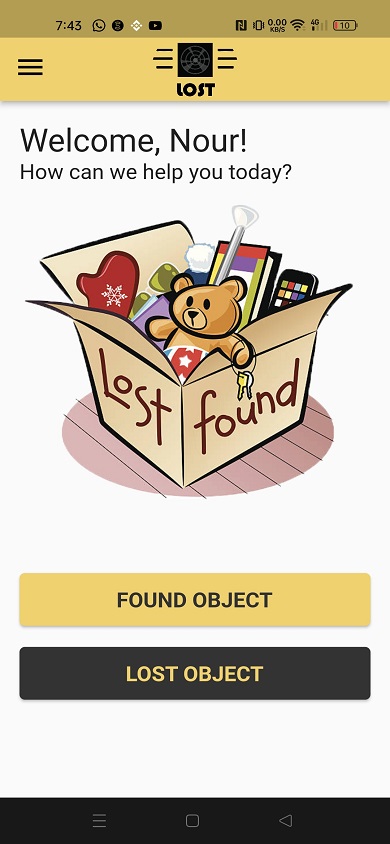 7:43
0.00
KB/S
4G
10
LOST
Welcome, Nour!
How can we help you today?
Lost found
FOUND OBJECT
LOST OBJECT